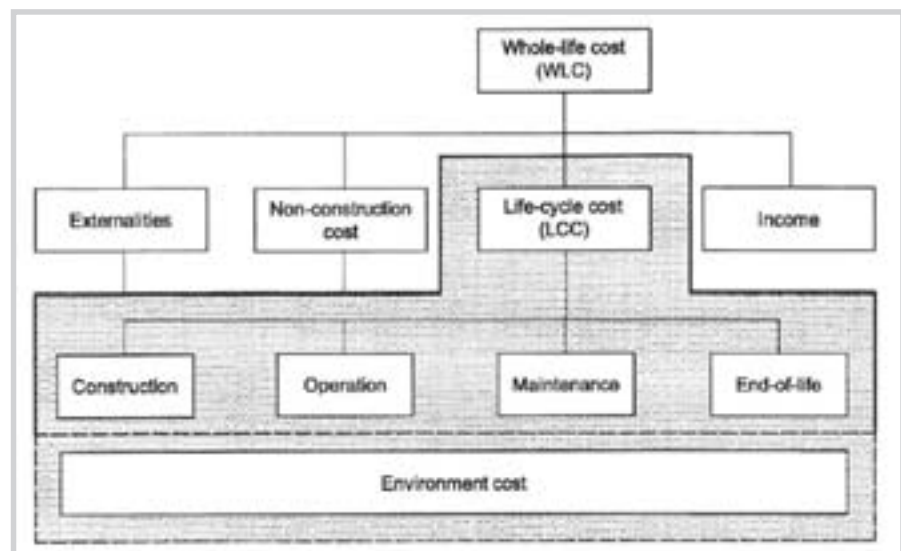 Whole-life cost
(WLC)
Externalities
Non-construction
cost
Life-cycle cost
(LCC)
Income
Construction
Operation
Maintenance
End-of-life
Environment cost